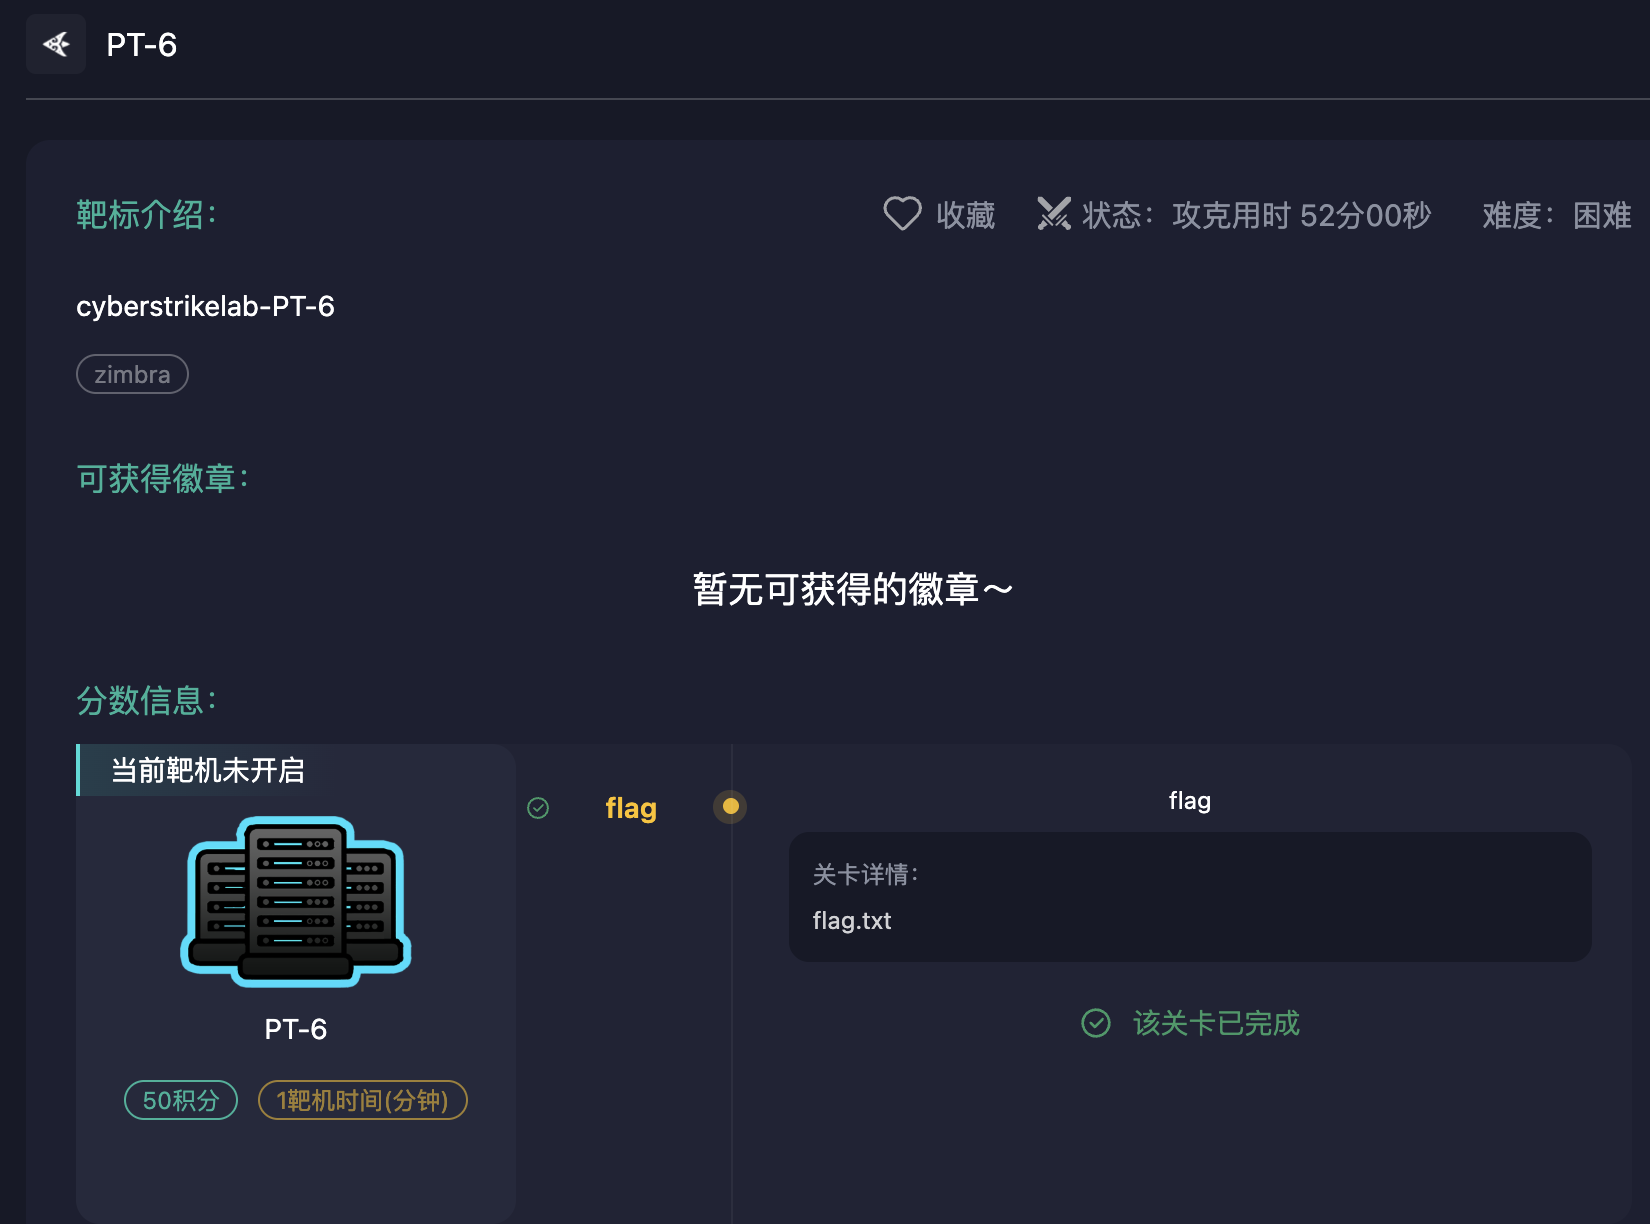 PT-6
靶标介绍：
收藏
状态：攻克用时 52分00秒
难度：困难
cyberstrikelab-PT-6
zimbra
可获得徽章：
暂无可获得的徽章～
分数信息：
当前靶机未开启
flag
flag
关卡详情：
flag.txt
该关卡已完成
PT-6
50积分
1靶机时间(分钟)